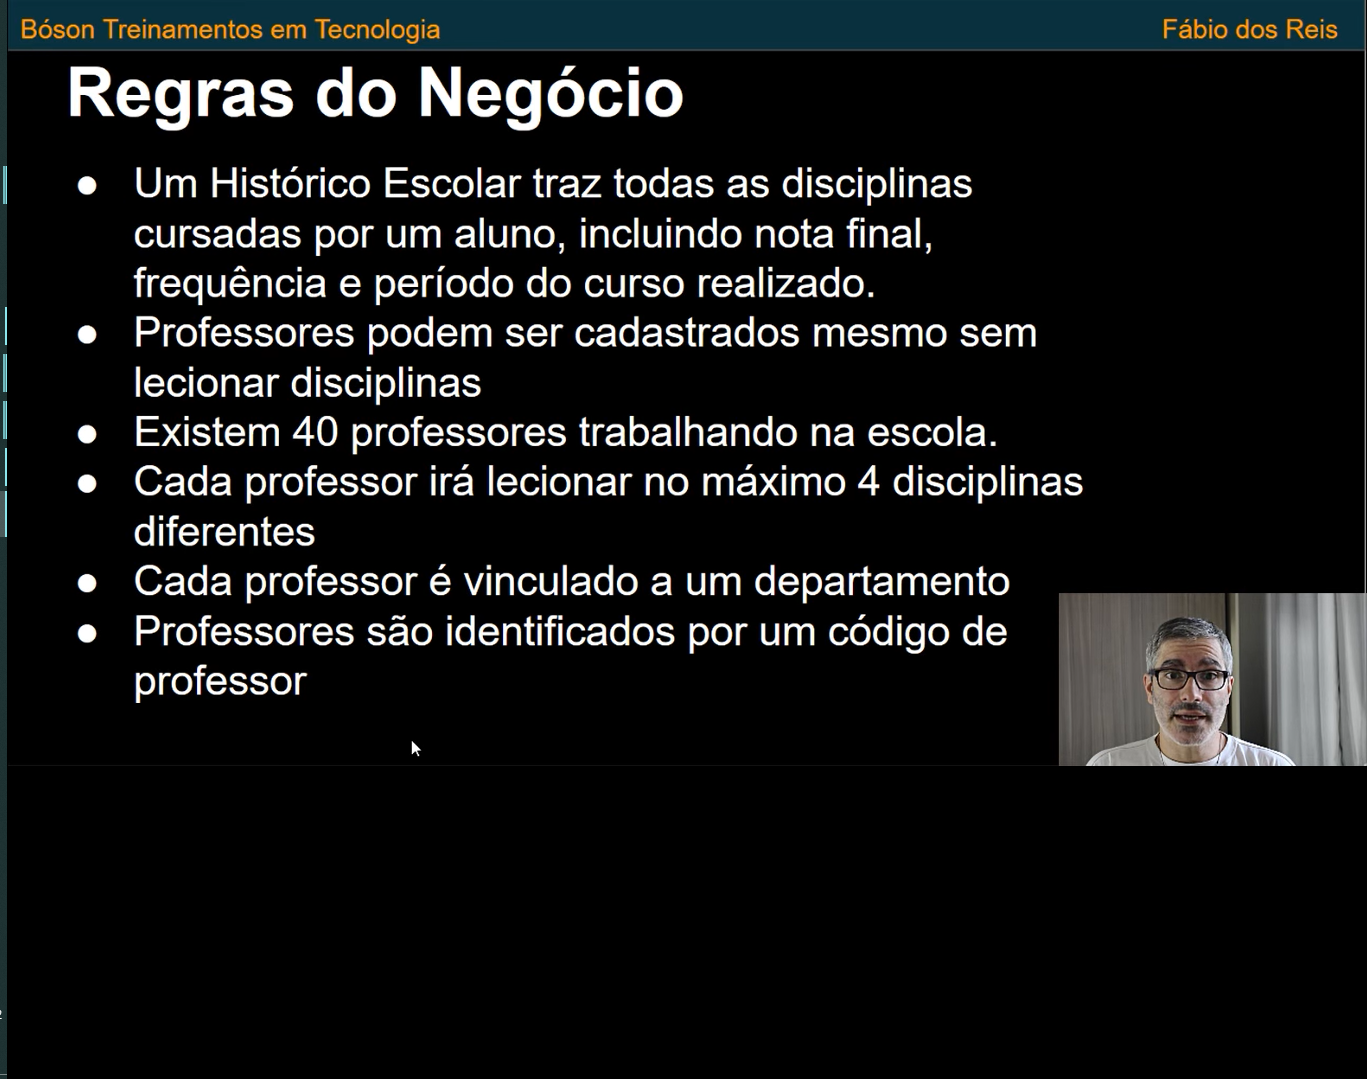 Bóson Treinamentos em Tecnologia
Fábio dos Reis
Regras do Negócio
● Um Histórico Escolar traz todas as disciplinas
cursadas por um aluno, incluindo nota final,
frequência e período do curso realizado.
● Professores podem ser cadastrados mesmo sem
lecionar disciplinas
● Existem 40 professores trabalhando na escola.
● Cada professor irá lecionar no máximo 4 disciplinas
diferentes
● Cada professor é vinculado a um departamento
● Professores são identificados por um código de
professor